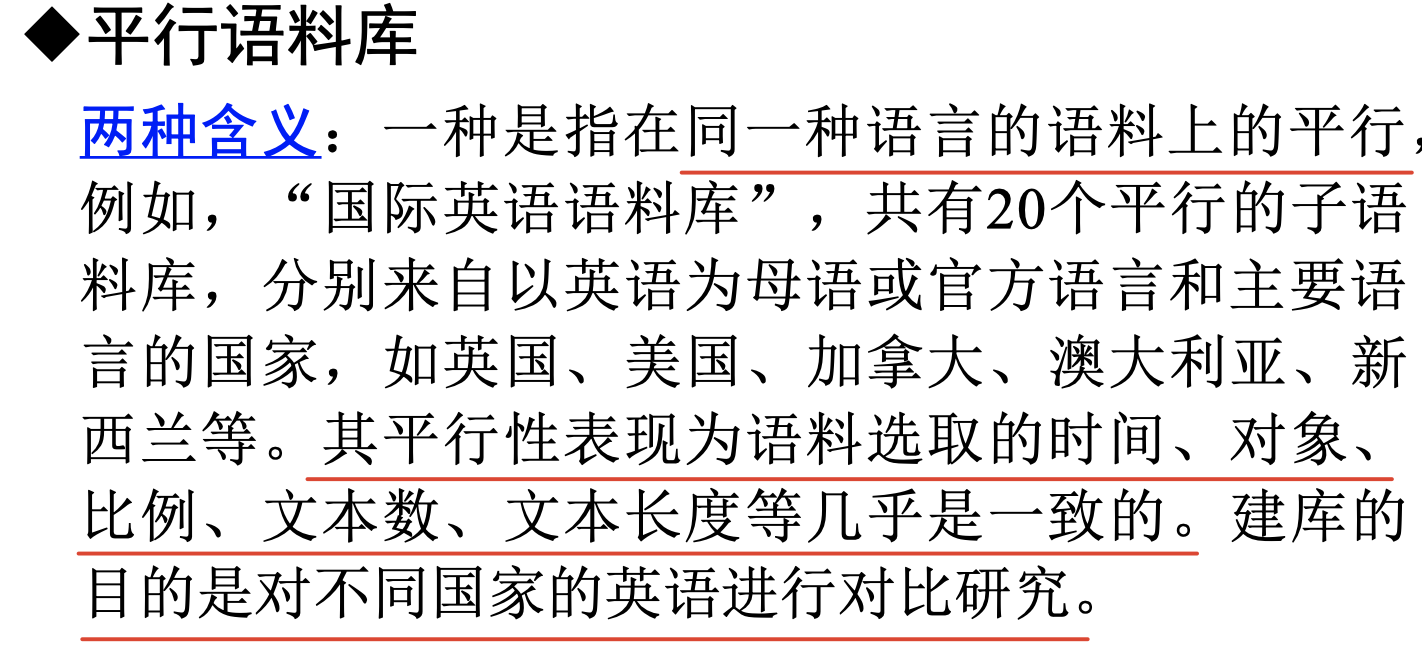 ◆平行语料库
两种含义：一种是指在同一种语言的语料上的平行，
例如，“国际英语语料库”，共有20个平行的子语
料库，分别来自以英语为母语或官方语言和主要语
言的国家，如英国、美国、加拿大、澳大利亚、新
西兰等。其平行性表现为语料选取的时间、对象、
比例、文本数、文本长度等几乎是一致的。建库的
目的是对不同国家的英语进行对比研究。